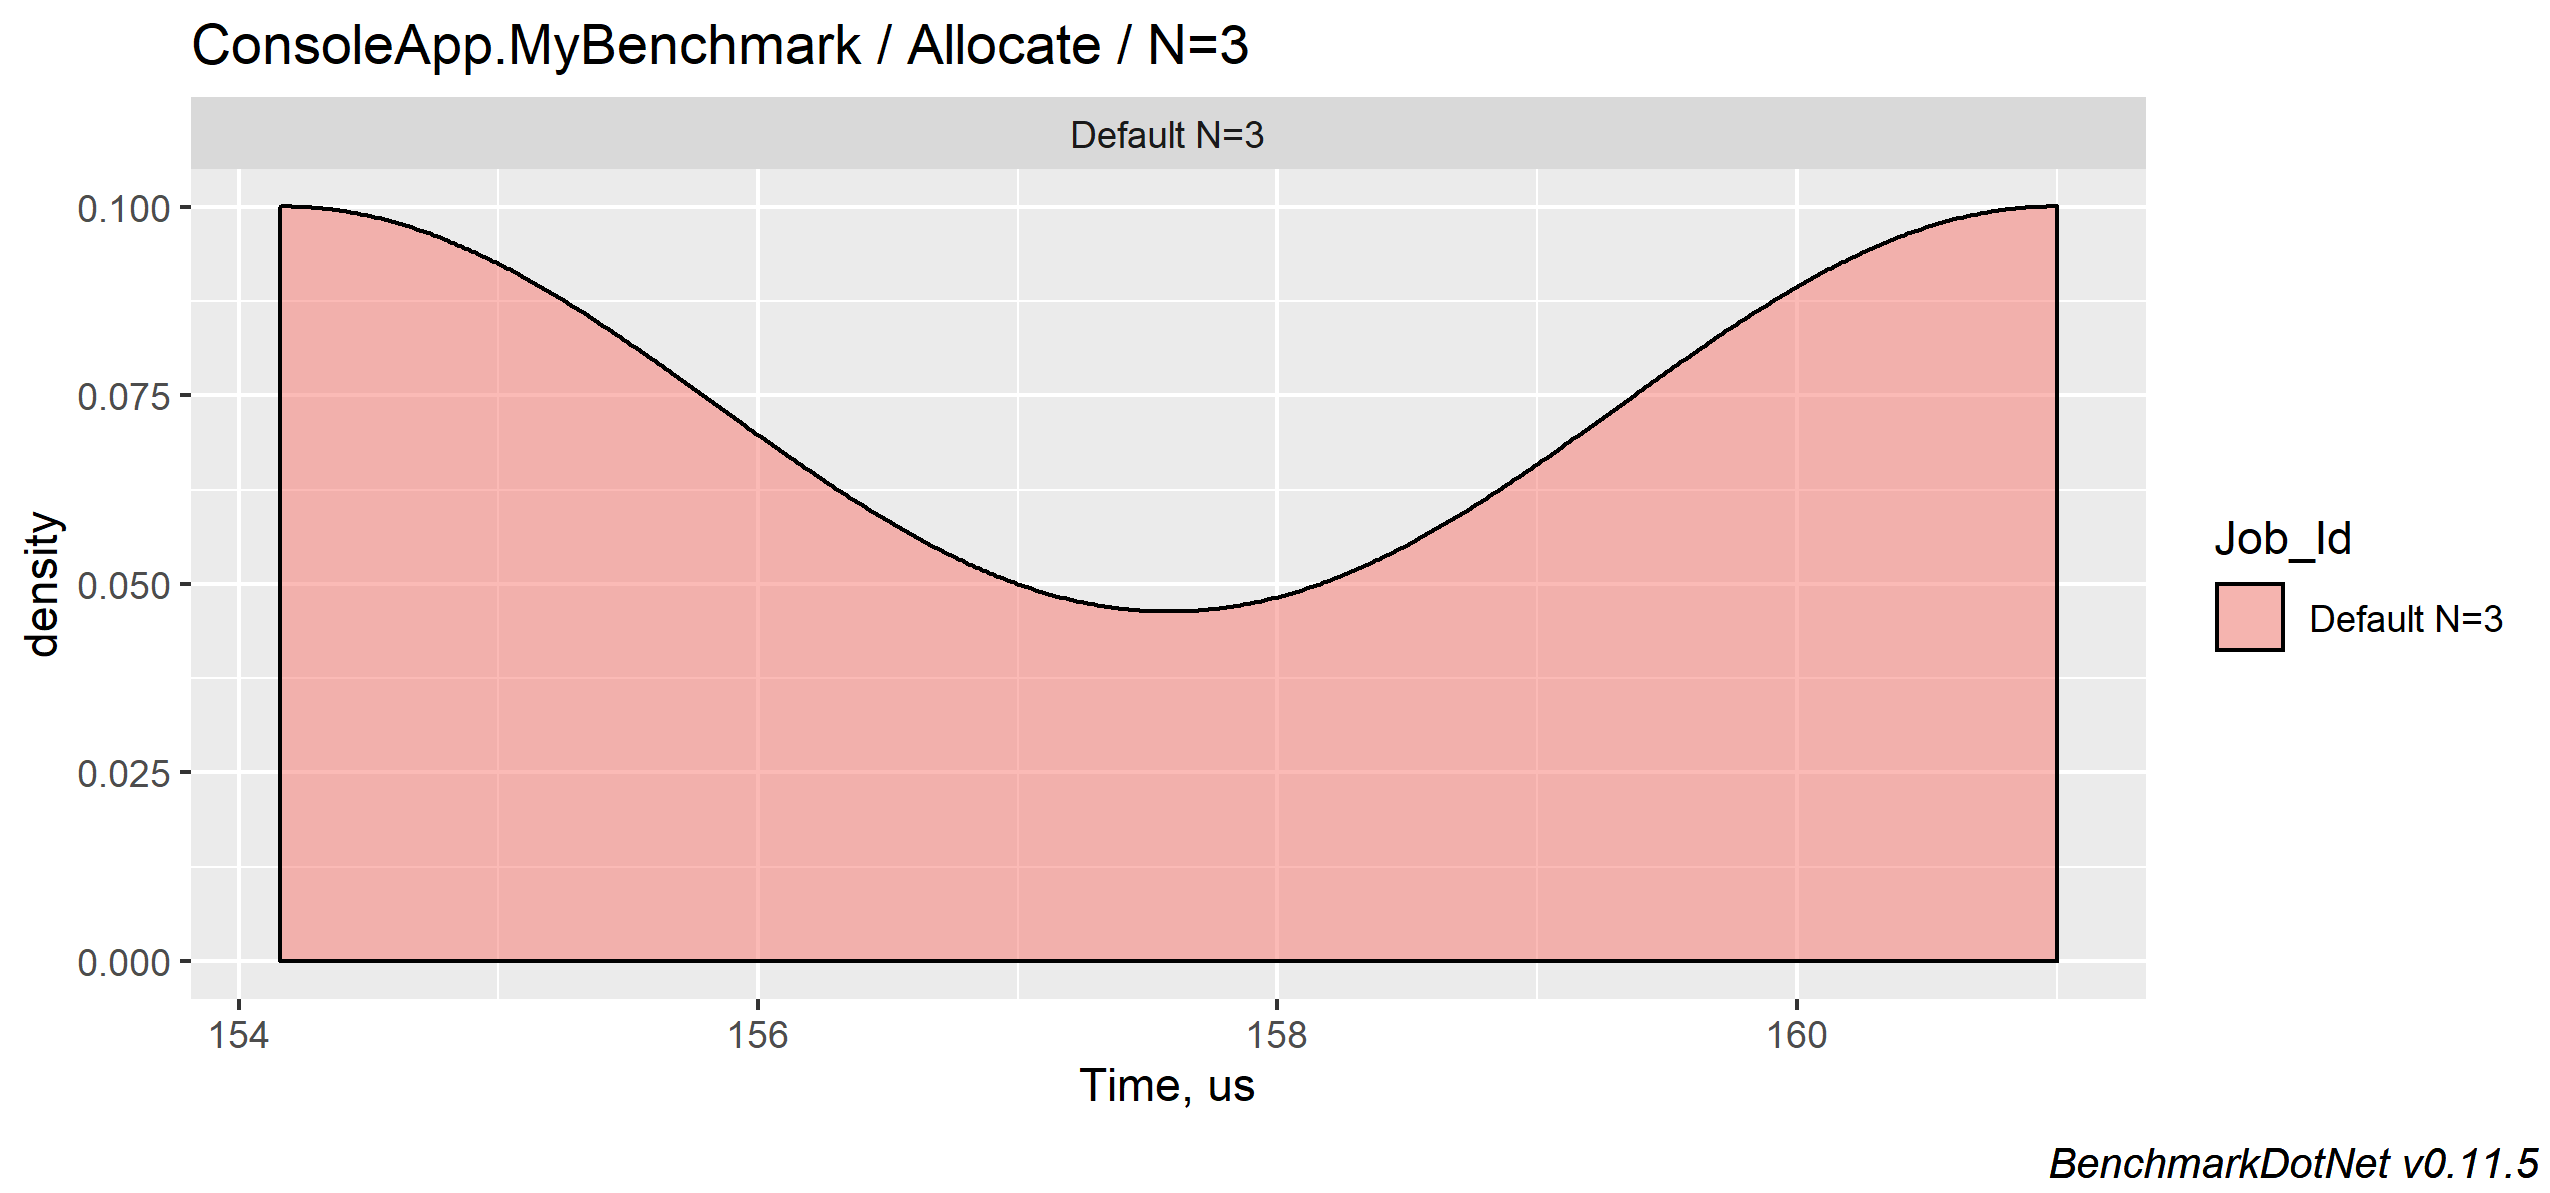 ConsoleApp.MyBenchmark / Allocate / N=3
Default N=3
0.100
0.075
0.050
0.025
0.000
density
154 156 158 160
Time, us
Job_Id
Default N=3
BenchmarkDotNet v0.11.5